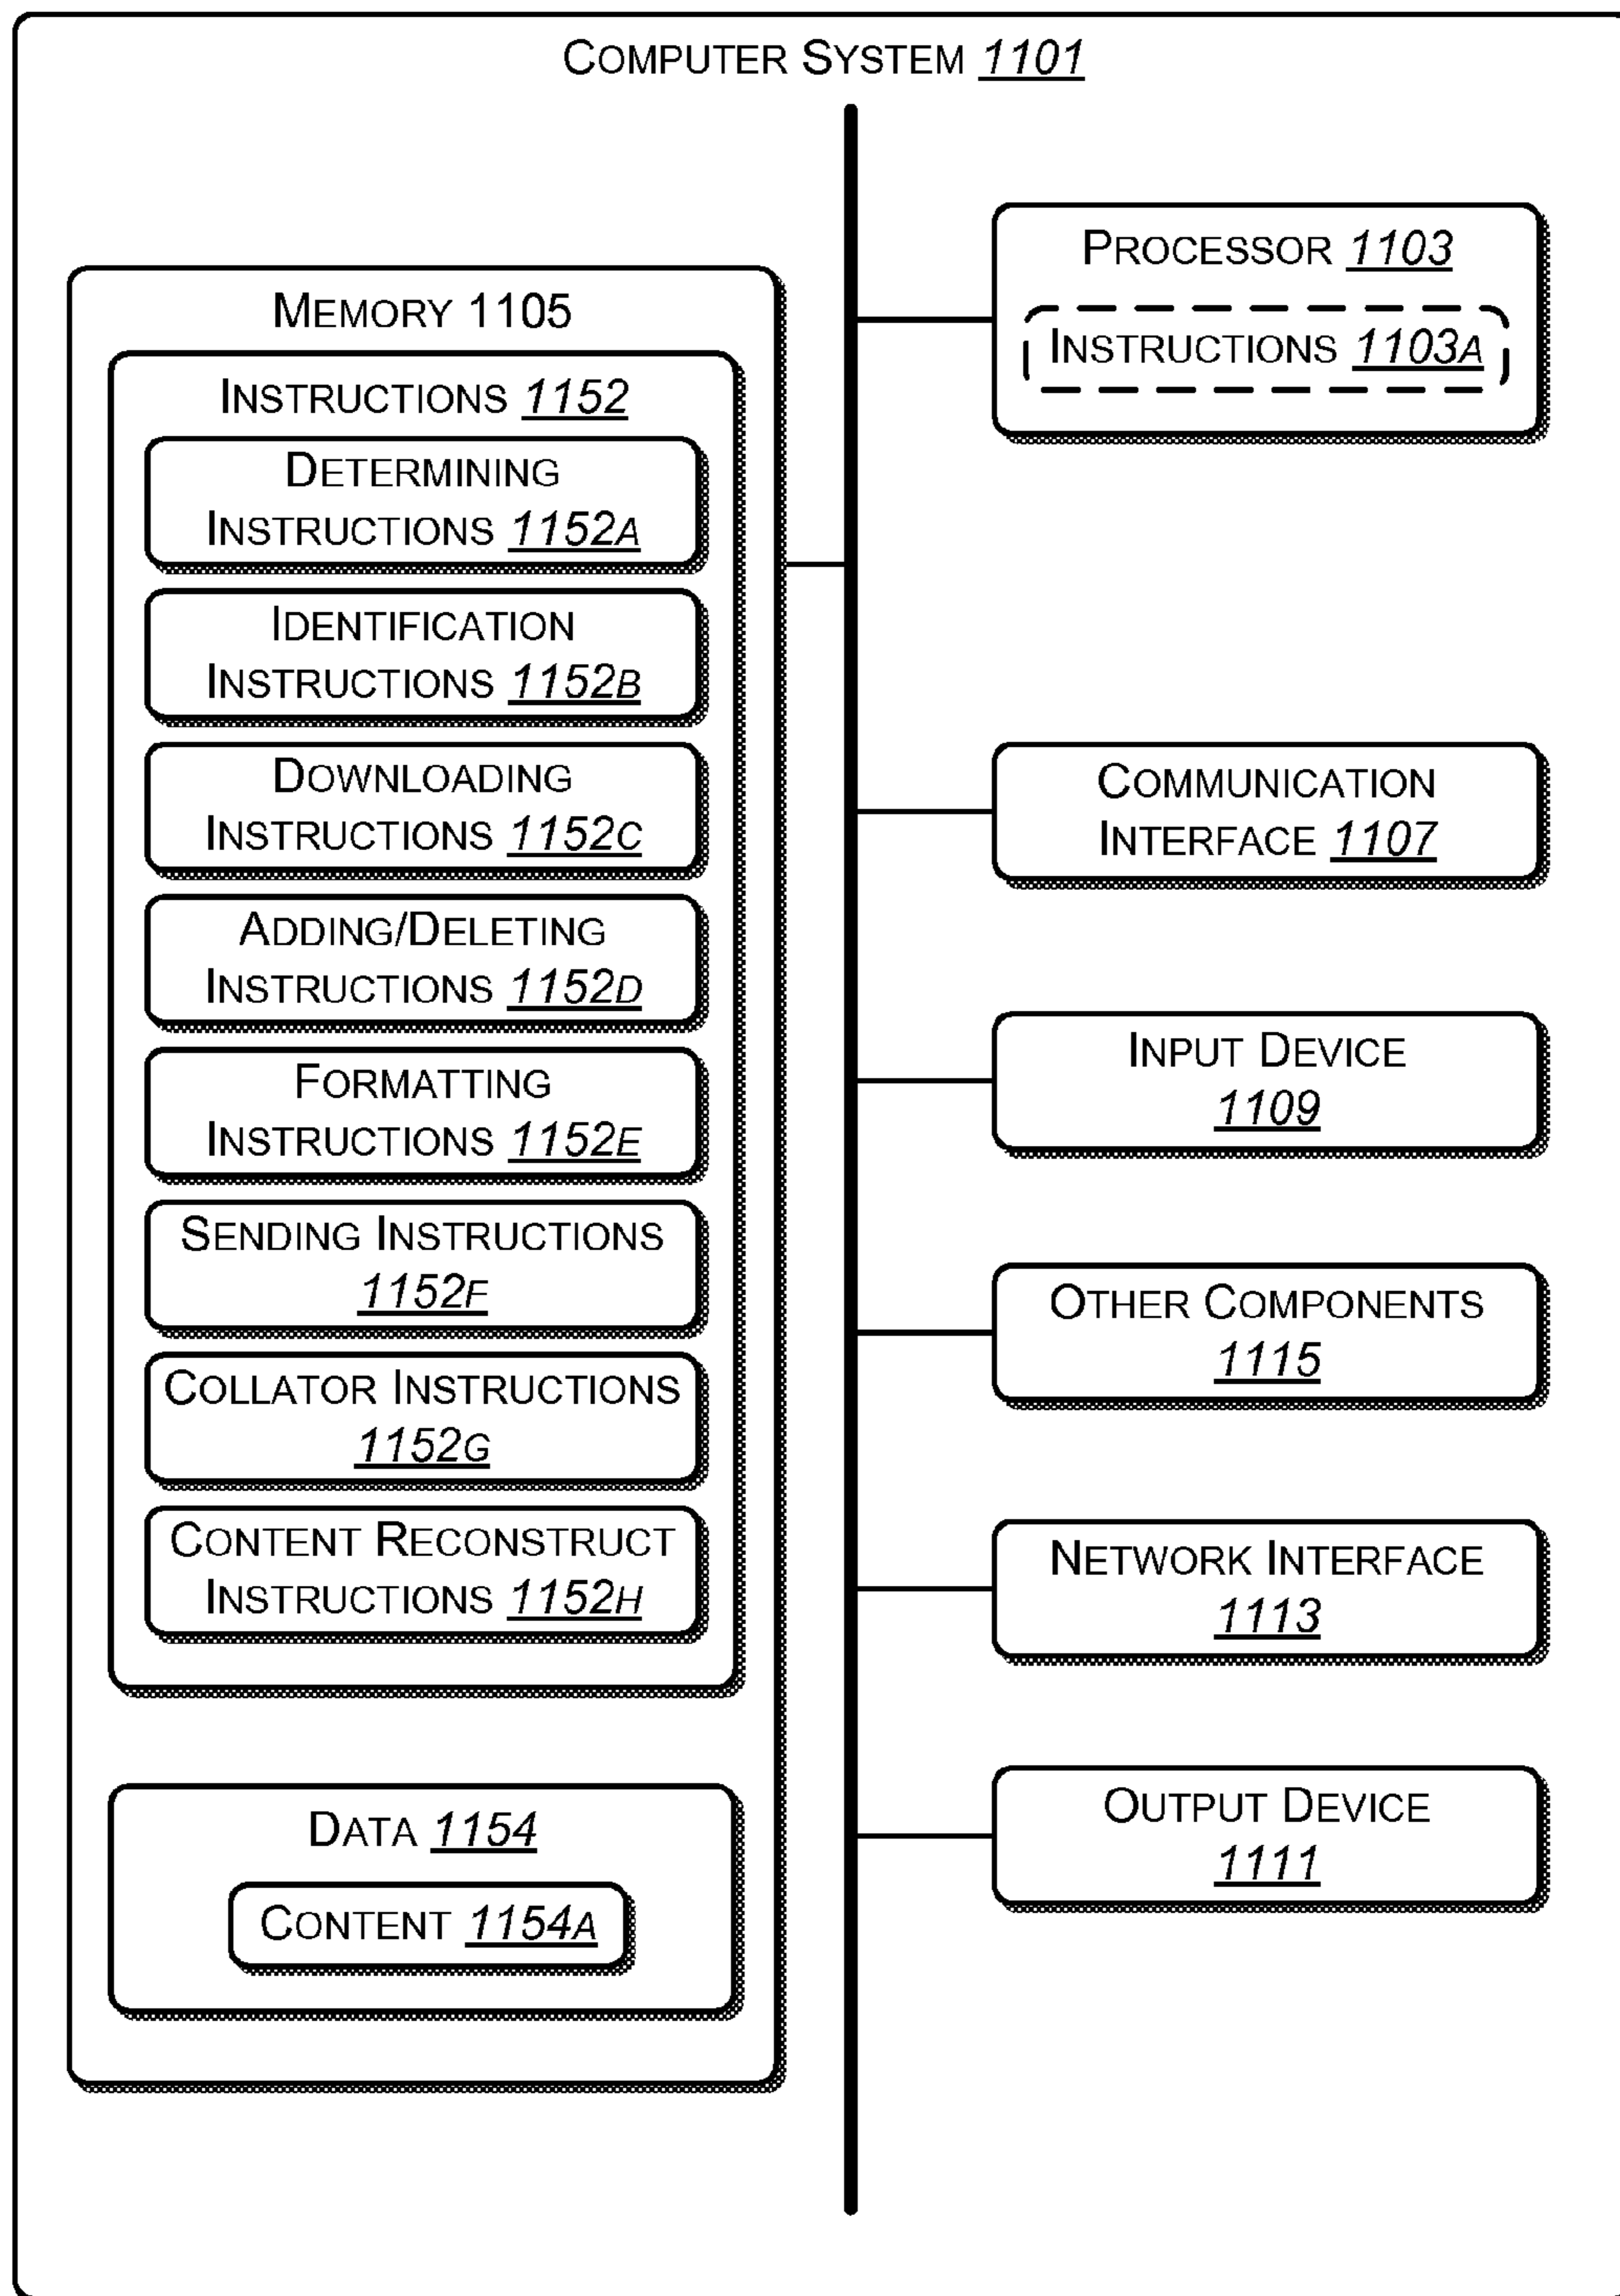 COMPUTER SYSTEM 1101
MEMORY 1105
INSTRUCTIONS 1152
DETERMINING
INSTRUCTIONS 1152A
IDENTIFICATION
INSTRUCTIONS 1152B
DOWNLOADING
INSTRUCTIONS 1152C
ADDING/DELETING
INSTRUCTIONS 1152D
FORMATTING
INSTRUCTIONS 1152E
SENDING INSTRUCTIONS
1152F
COLLATOR INSTRUCTIONS
1152G
CONTENT RECONSTRUCT
INSTRUCTIONS 1152H
DATA 1154
CONTENT 1154A
PROCESSOR 1103
INSTRUCTIONS 1103A
COMMUNICATION
INTERFACE 1107
INPUT DEVICE
1109
OTHER COMPONENTS
1115
NETWORK INTERFACE
1113
OUTPUT DEVICE
1111